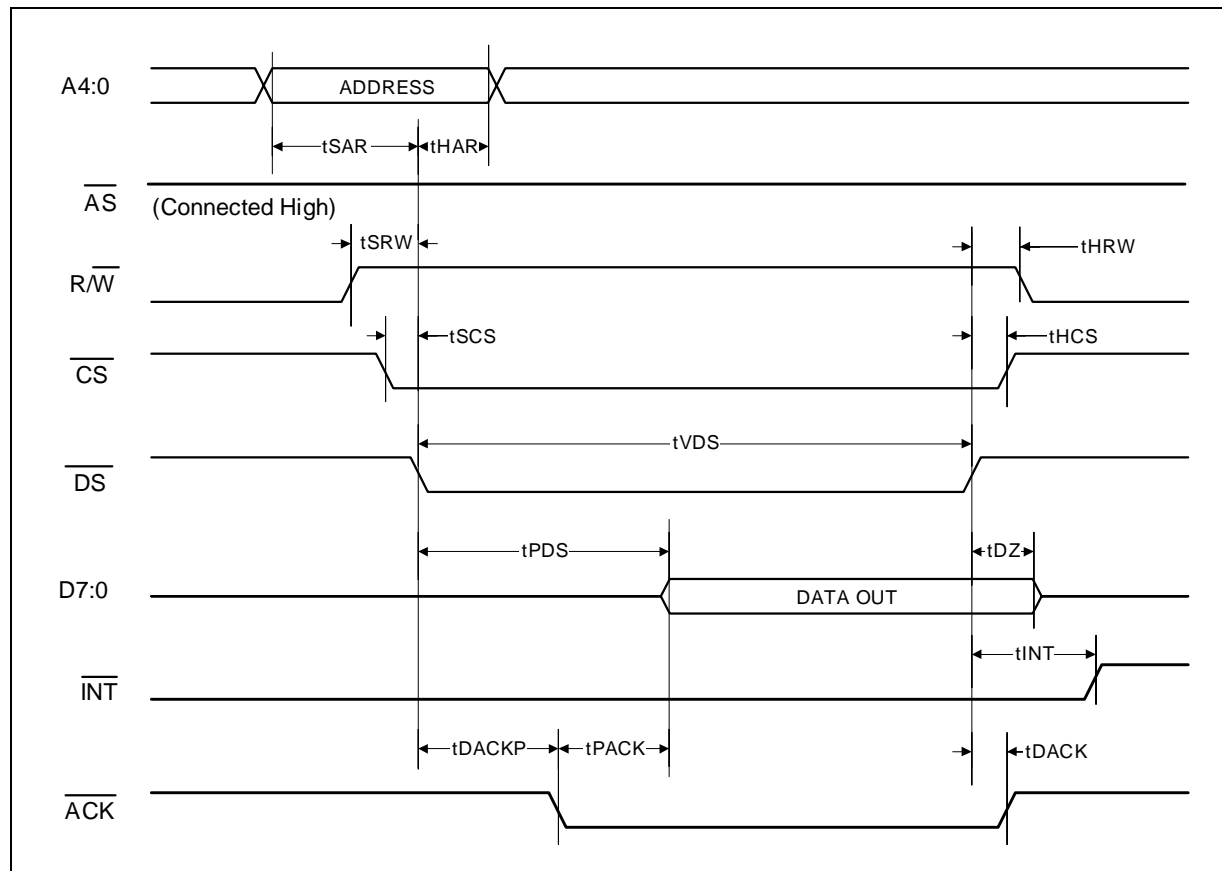 A4:0
ADDRESS
tSAR
tHAR
AS
(Connected High)
tSRW
tHRW
R/W
tSCS
tHCS
CS
tVDS
DS
tPDS
tDZ
D7:0
DATA OUT
tINT
INT
tDACKP
tPACK
tDACK
ACK